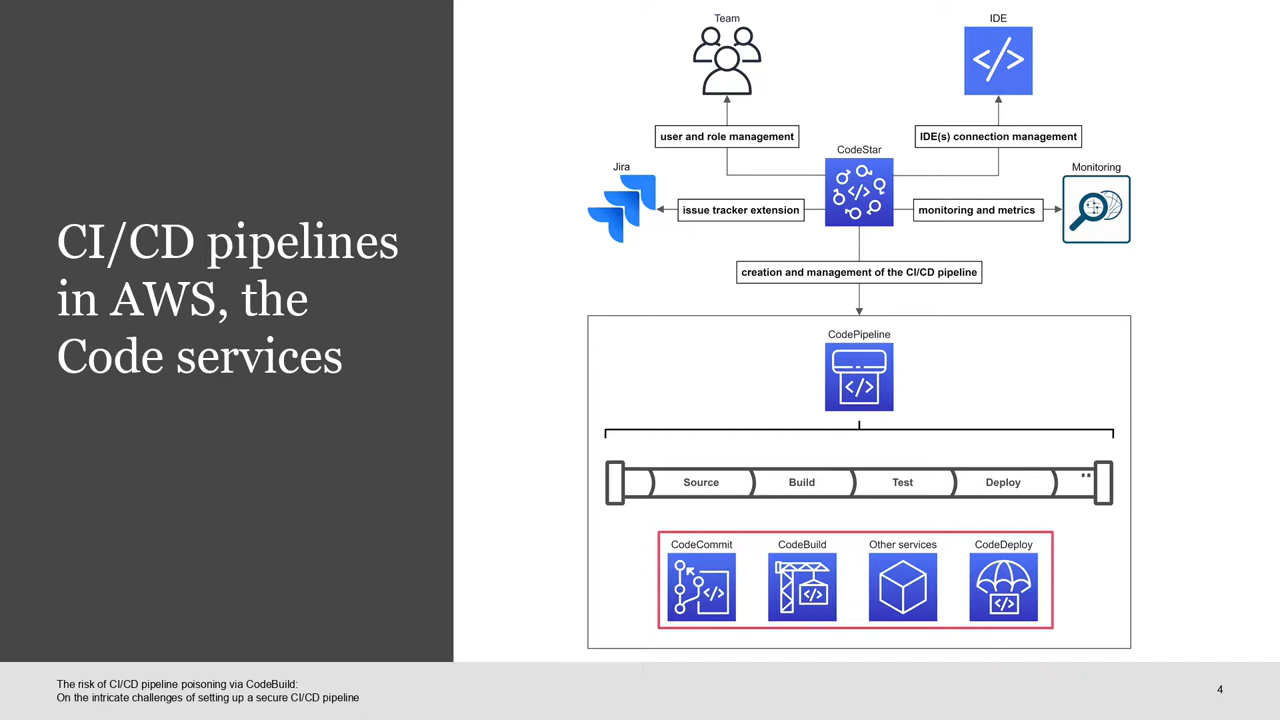 CI/CD pipelines
in AWS, the
Code services
Team
IDE
user and role management
IDE(s) connection management
CodeStar
Jira
Monitoring
issue tracker extension
monitoring and metrics
creation and management of the CI/CD pipeline
CodePipeline
Source
Build
Test
Deploy
CodeCommit
CodeBuild
Other services
CodeDeploy
The risk of CI/CD pipeline poisoning via CodeBuild:
On the intricate challenges of setting up a secure CI/CD pipeline
4